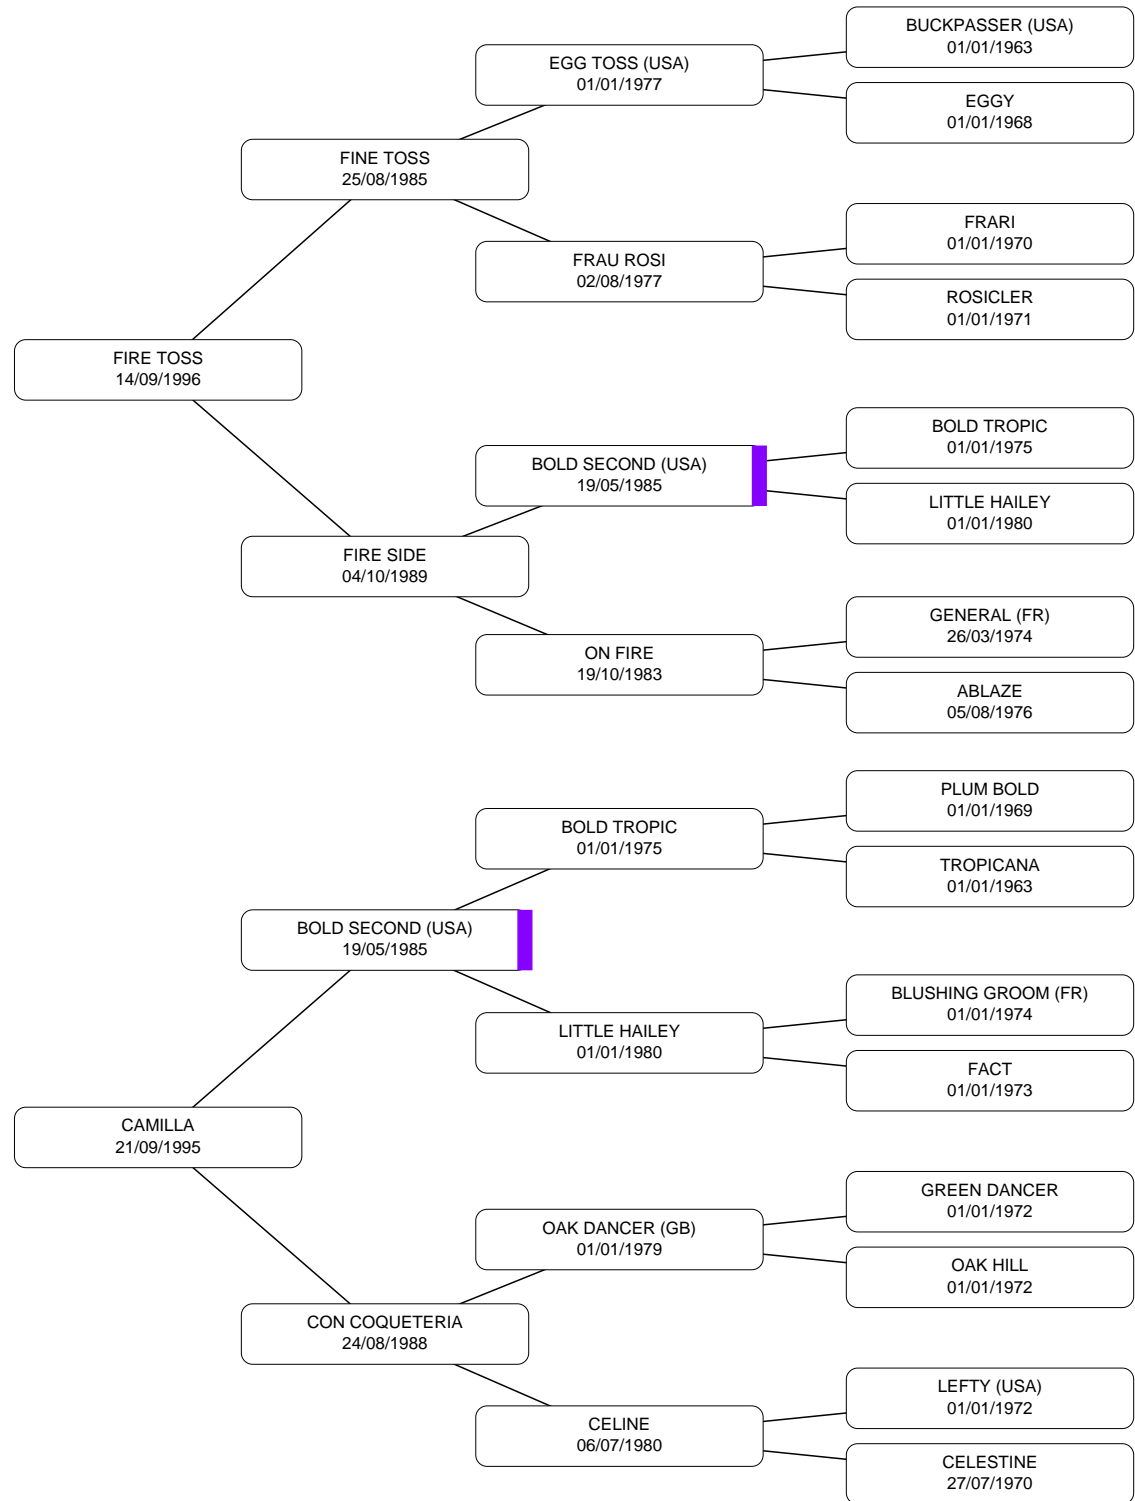 BUCKPASSER (USA)
01/01/1963
EGG TOSS (USA)
01/01/1977
EGGY
01/01/1968
FINE TOSS
25/08/1985
FRARI
01/01/1970
FRAU ROSI
02/08/1977
ROSICLER
01/01/1971
FIRE TOSS
14/09/1996
BOLD TROPIC
01/01/1975
BOLD SECOND (USA)
19/05/1985
LITTLE HAILEY
01/01/1980
FIRE SIDE
04/10/1989
GENERAL (FR)
26/03/1974
ON FIRE
19/10/1983
ABLAZE
05/08/1976
PLUM BOLD
01/01/1969
BOLD TROPIC
01/01/1975
TROPICANA
01/01/1963
BOLD SECOND (USA)
19/05/1985
BLUSHING GROOM (FR)
01/01/1974
LITTLE HAILEY
01/01/1980
FACT
01/01/1973
CAMILLA
21/09/1995
GREEN DANCER
01/01/1972
OAK DANCER (GB)
01/01/1979
OAK HILL
01/01/1972
CON COQUETERIA
24/08/1988
LEFTY (USA)
01/01/1972
CELINE
06/07/1980
CELESTINE
27/07/1970